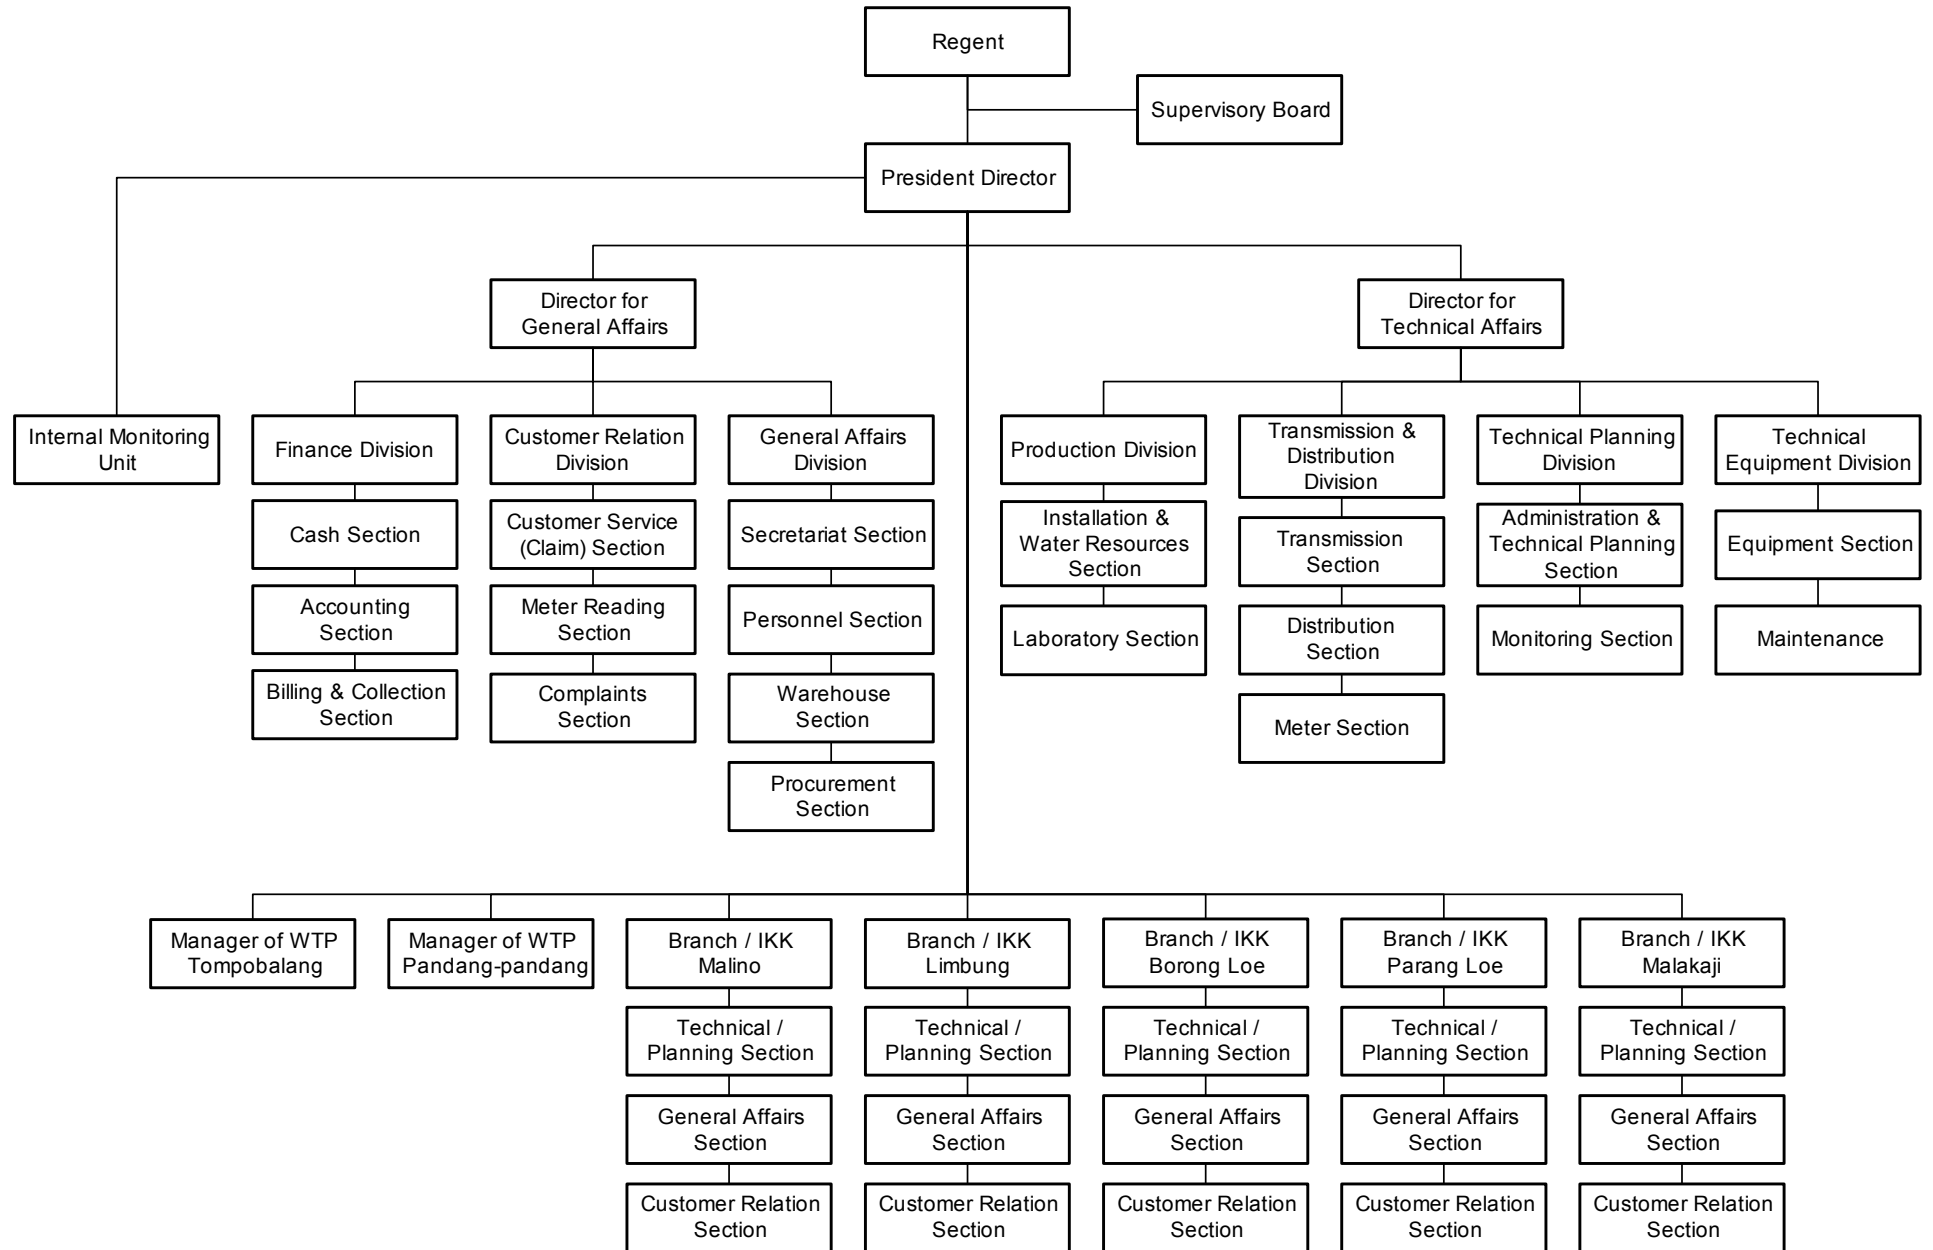 Regent
Supervisory Board
President Director
Director for
General Affairs
Director for
Technical Affairs
Internal Monitoring
Unit
Finance Division
Customer Relation
Division
General Affairs
Division
Production Division
Transmission &
Distribution
Division
Technical Planning
Division
Technical
Equipment Division
Cash Section
Customer Service
(Claim) Section
Secretariat Section
Installation &
Water Resources
Section
Transmission
Section
Administration &
Technical Planning
Section
Equipment Section
Accounting
Section
Meter Reading
Section
Personnel Section
Laboratory Section
Distribution
Section
Monitoring Section
Maintenance
Billing & Collection
Section
Complaints
Section
Warehouse
Section
Meter Section
Procurement
Section
Manager of WTP
Tompobalang
Manager of WTP
Pandang-pandang
Branch / IKK
Malino
Branch / IKK
Limbung
Branch / IKK
Borong Loe
Branch / IKK
Parang Loe
Branch / IKK
Malakaji
Technical /
Planning Section
Technical /
Planning Section
Technical /
Planning Section
Technical /
Planning Section
Technical /
Planning Section
General Affairs
Section
General Affairs
Section
General Affairs
Section
General Affairs
Section
General Affairs
Section
Customer Relation
Section
Customer Relation
Section
Customer Relation
Section
Customer Relation
Section
Customer Relation
Section